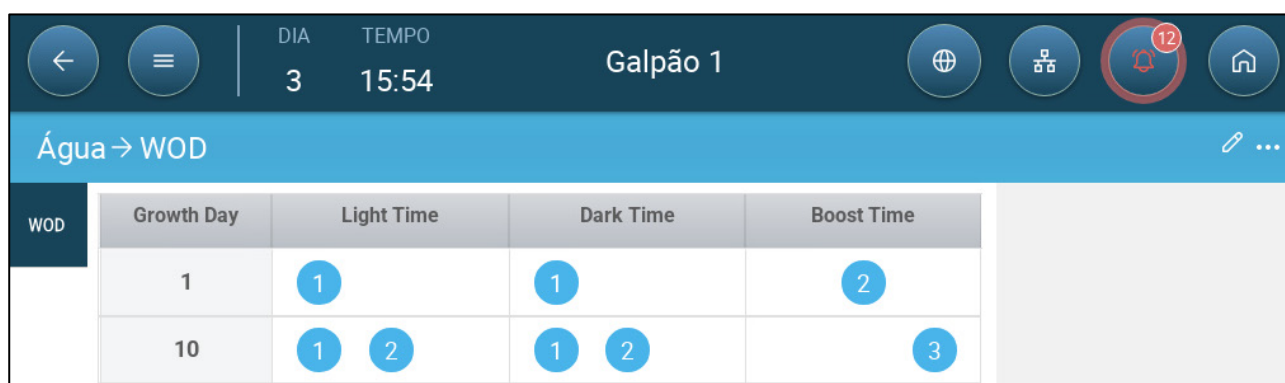 DIA TEMPO
3 15:54 Galpão 1 12
Água → WOD
WOD Growth Day Light Time Dark Time Boost Time
1 1 1 2
10 1 2 1 2 3